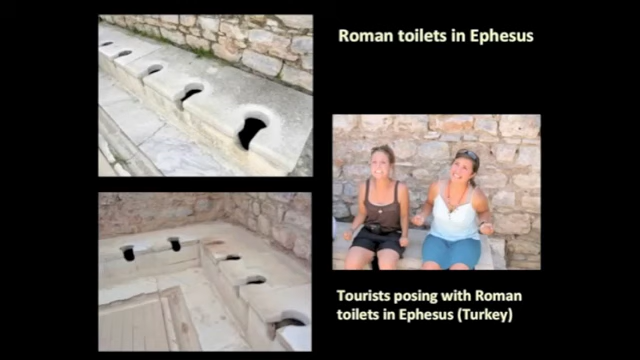 Roman toilets in Ephesus
Tourists posing with Roman
toilets in Ephesus (Turkey)